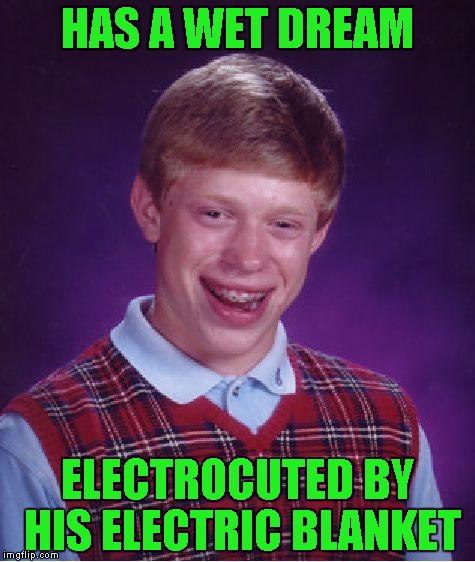 HAS A WET DREAM
ELECTROCUTED BY
HIS ELECTRIC BLANKET
imgflip.com